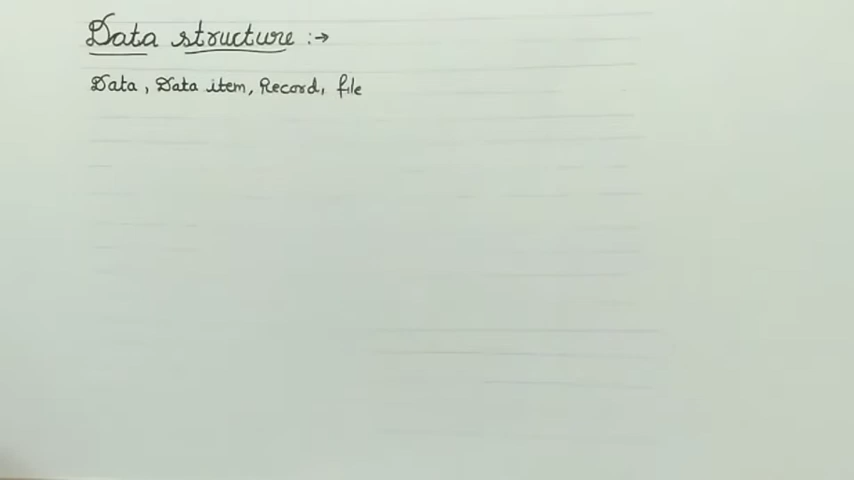 Data structure :→
Data, Data item, Record, file